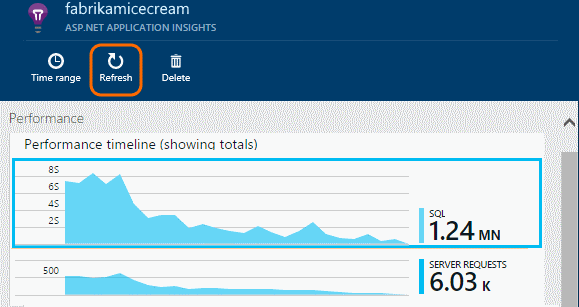 fabrikamicecream
ASP.NET APPLICATION INSIGHTS
Time range Refresh Delete
Performance
Performance timeline (showing totals)
8S
6S
4S
2S
SQL
1.24 MN
500
SERVER REQUESTS
6.03 K